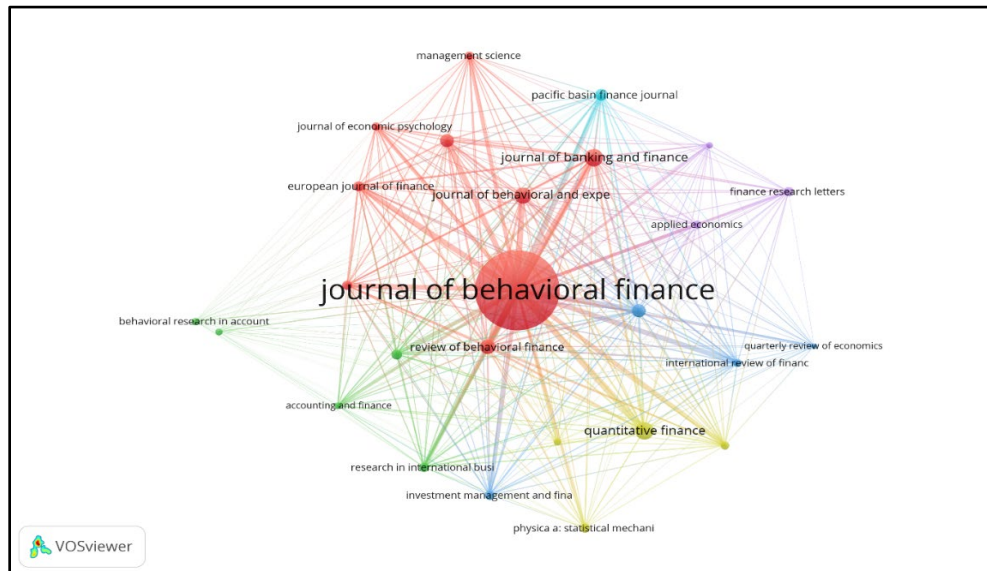 management science
pacific basin finance journal
journal of economic psychology
journal of banking and finance
european journal of finance
journal of behavioral and expe
finance research letters
applied economics
journal of behavioral finance
behavioral research in account
review of behavioral finance
quarterly review of economics
international review of financ
accounting and finance
quantitative finance
research in international busi
investment management and fina
physica a: statistical mechani
VOSviewer